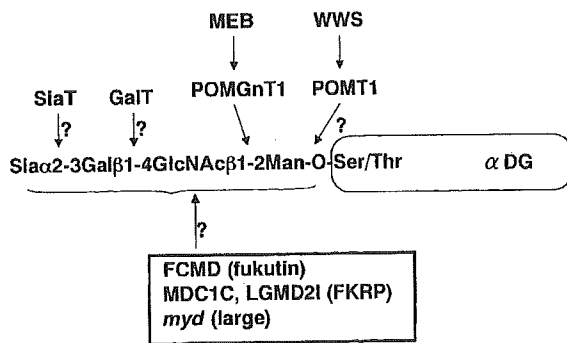 MEB WWS
SiaT GalT POMGnT1 POMT1
? ? ?
Siaα2-3Galβ1-4GlcNAcβ1-2Man-O-Ser/Thr α DG
?
FCMD (fukutin)
MDC1C, LGMD2I (FKRP)
myd (large)